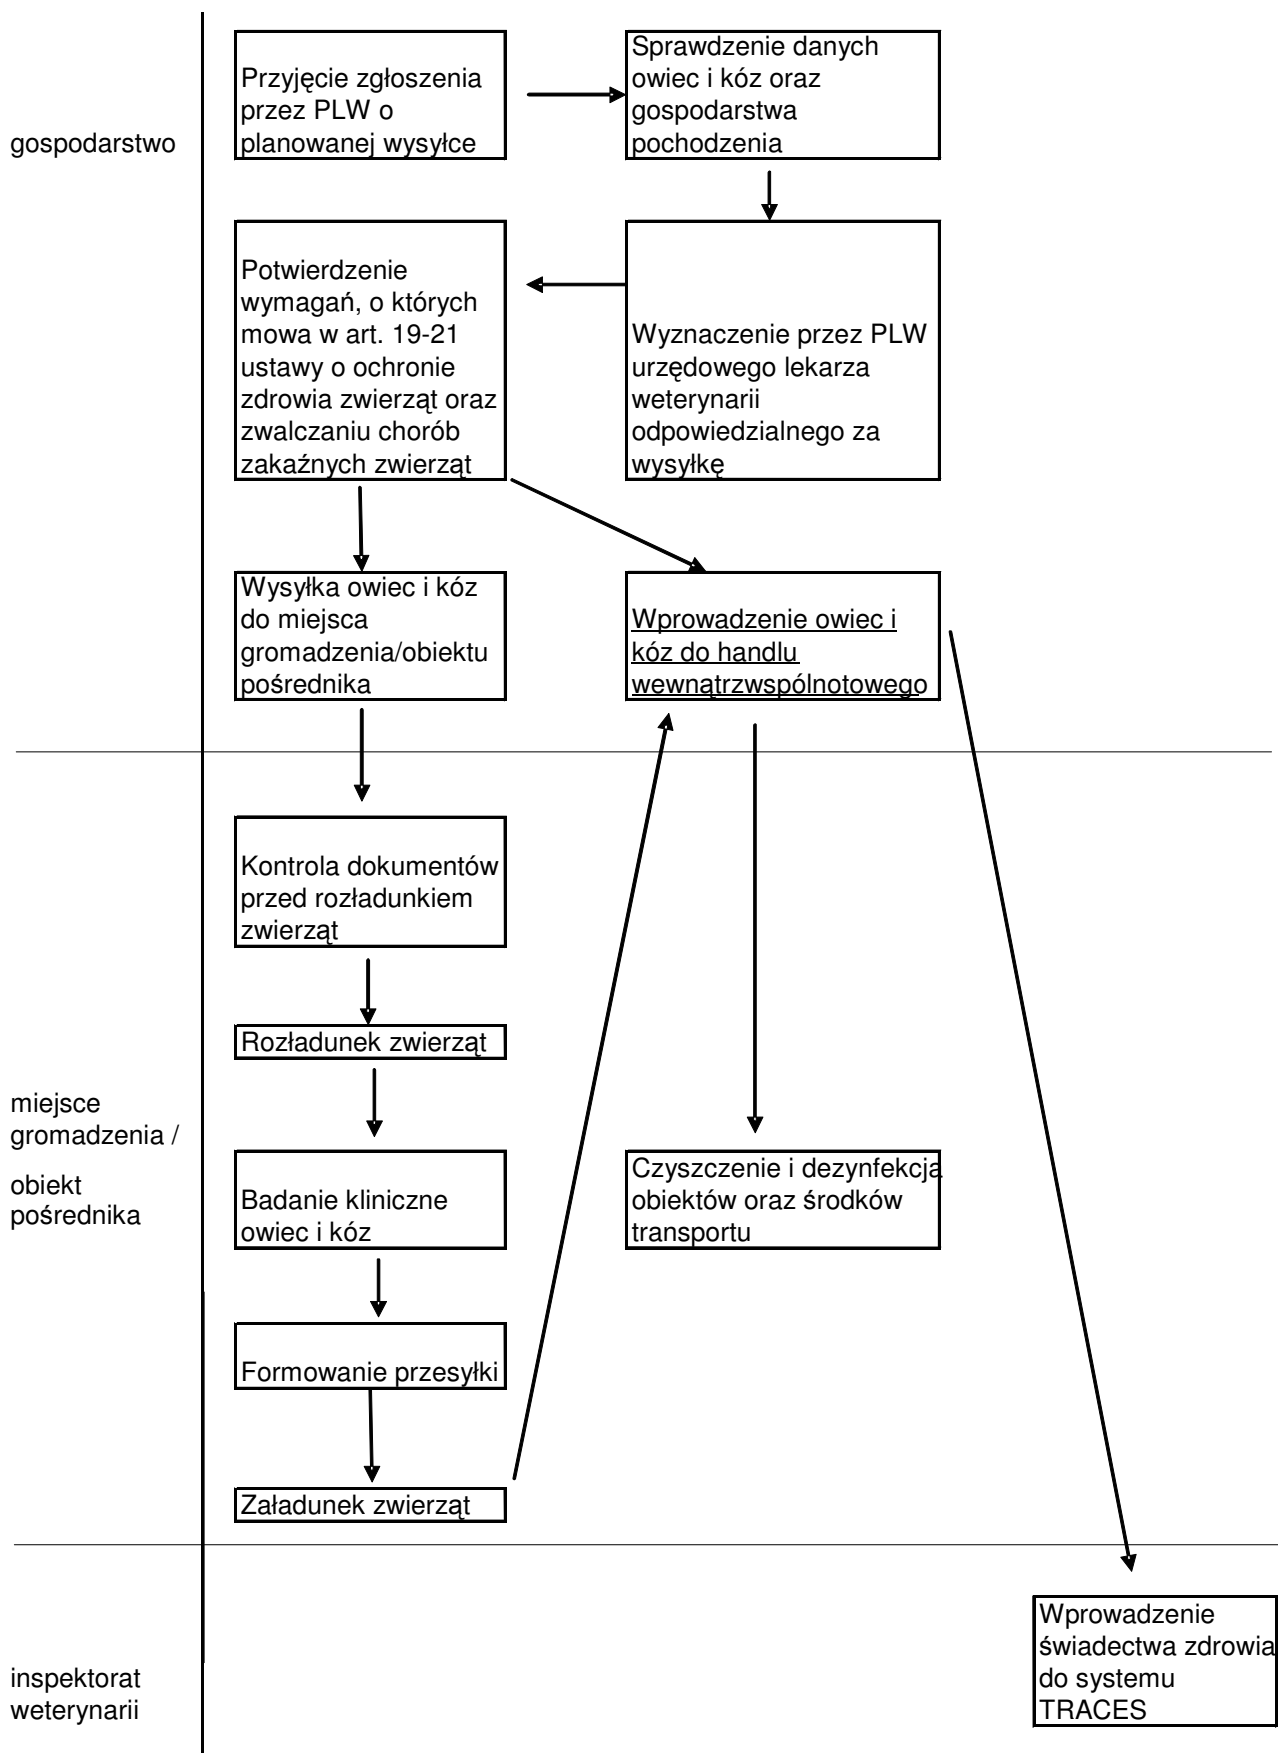 gospodarstwo
Przyjęcie zgłoszenia
przez PLW o
planowanej wysyłce
Sprawdzenie danych
owiec i kóz oraz
gospodarstwa
pochodzenia
Potwierdzenie
wymagań, o których
mowa w art. 19-21
ustawy o ochronie
zdrowia zwierząt oraz
zwalczaniu chorób
zakaźnych zwierząt
Wyznaczenie przez PLW
urzędowego lekarza
weterynarii
odpowiedzialnego za
wysyłkę
Wysyłka owiec i kóz
do miejsca
gromadzenia/obiektu
pośrednika
Wprowadzenie owiec i
kóz do handlu
wewnątrzwspólnotowego
miejsce
gromadzenia /
obiekt
pośrednika
Kontrola dokumentów
przed rozładunkiem
zwierząt
Rozładunek zwierząt
Badanie kliniczne
owiec i kóz
Czyszczenie i dezynfekcja
obiektów oraz środków
transportu
Formowanie przesyłki
Załadunek zwierząt
inspektorat
weterynarii
Wprowadzenie
świadectwa zdrowia
do systemu
TRACES